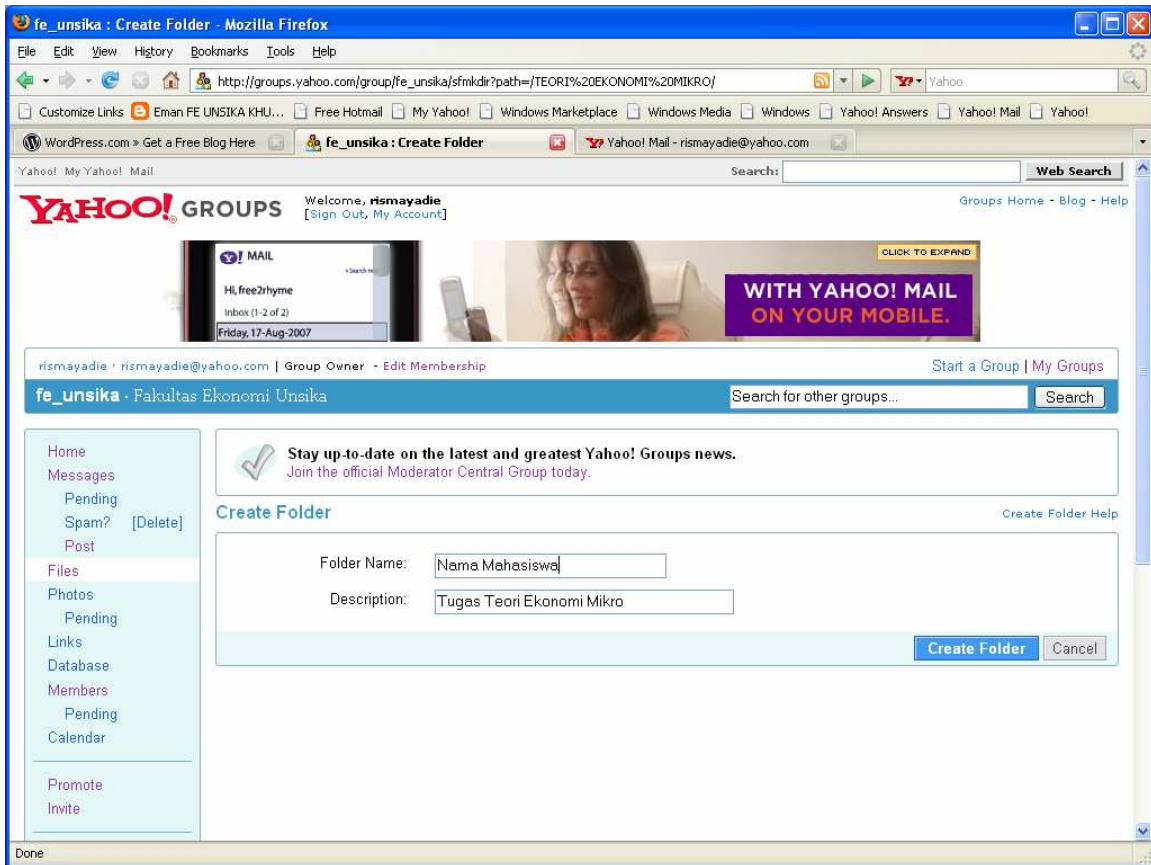 fe_unsika : Create Folder - Mozilla Firefox
File Edit View History Bookmarks Tools Help
http://groups.yahoo.com/group/fe_unsika/sfmkdir?path=/TEORI%20EKONOMI%20MIKRO/ Yahoo
Customize Links Eman FE UNSIKA KHU... Free Hotmail My Yahoo! Windows Marketplace Windows Media Windows Yahoo! Answers Yahoo! Mail Yahoo!
WordPress.com » Get a Free Blog Here fe_unsika : Create Folder Yahoo! Mail - rismayadie@yahoo.com
Yahoo! My Yahoo! Mail Search: Web Search
YAHOO! GROUPS Welcome, rismayadie
[Sign Out, My Account]
Groups Home - Blog - Help
MAIL
Hi, free2rhyme
Inbox (1-2 of 2)
Friday, 17-Aug-2007
CLICK TO EXPAND
WITH YAHOO! MAIL
ON YOUR MOBILE.
rismayadie · rismayadie@yahoo.com | Group Owner - Edit Membership Start a Group | My Groups
fe_unsika · Fakultas Ekonomi Unsika Search for other groups... Search
Home
Messages
Pending
Spam? [Delete]
Post
Files
Photos
Pending
Links
Database
Members
Pending
Calendar
Promote
Invite
Stay up-to-date on the latest and greatest Yahoo! Groups news.
Join the official Moderator Central Group today.
Create Folder Create Folder Help
Folder Name: Nama Mahasiswa
Description: Tugas Teori Ekonomi Mikro
Create Folder Cancel
Done